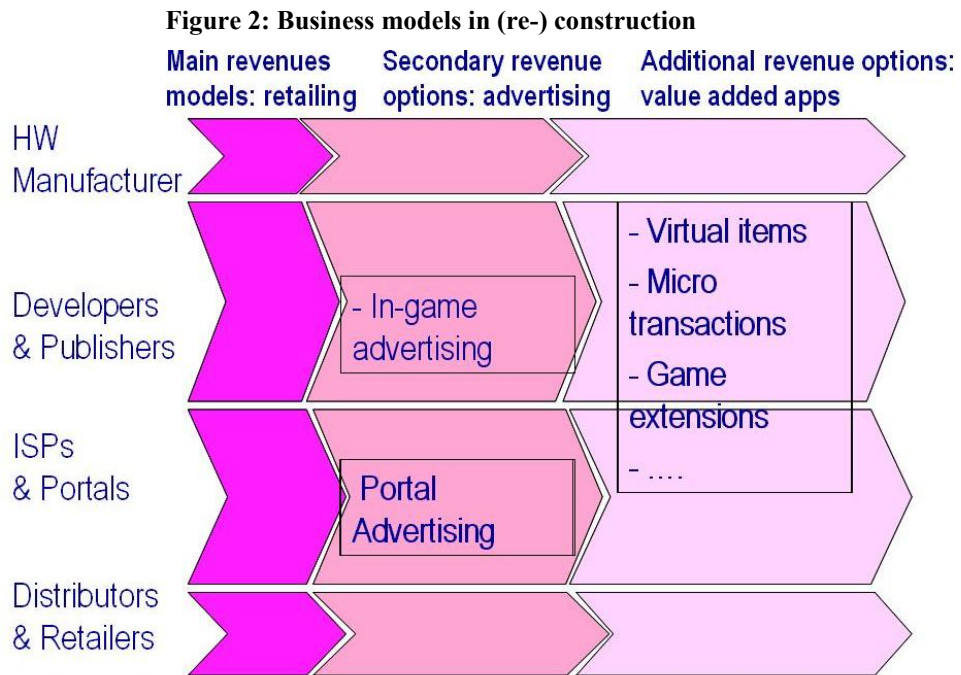 Figure 2: Business models in (re-) construction
Main revenues
models: retailing
Secondary revenue
options: advertising
Additional revenue options:
value added apps
HW
Manufacturer
Developers
& Publishers
- In-game
advertising
- Virtual items
- Micro
transactions
- Game
extensions
- ....
ISPs
& Portals
Portal
Advertising
Distributors
& Retailers